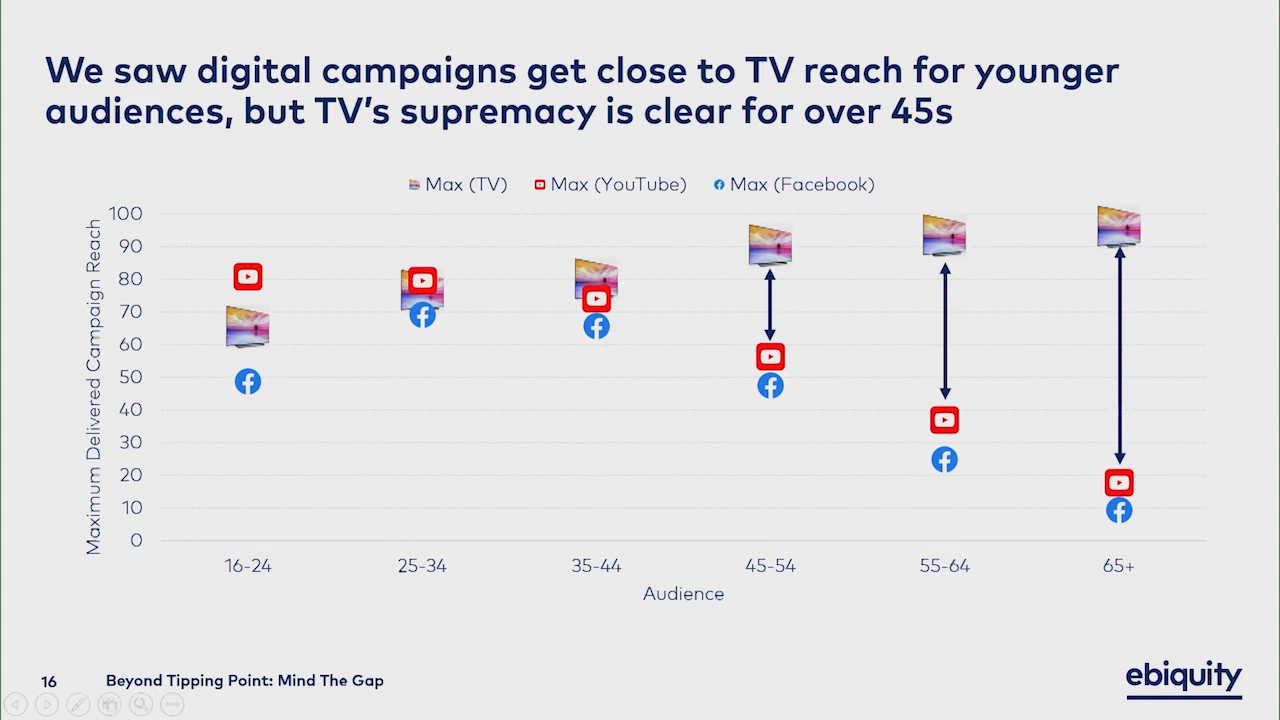 We saw digital campaigns get close to TV reach for younger
audiences, but TV's supremacy is clear for over 45s
Max (TV) Max (YouTube) Max (Facebook)
Maximum Delivered Campaign Reach
100
90
80
70
60
50
40
30
20
10
0
16-24 25-34 35-44 45-54 55-64 65+
Audience
16 Beyond Tipping Point: Mind The Gap
ebiquity